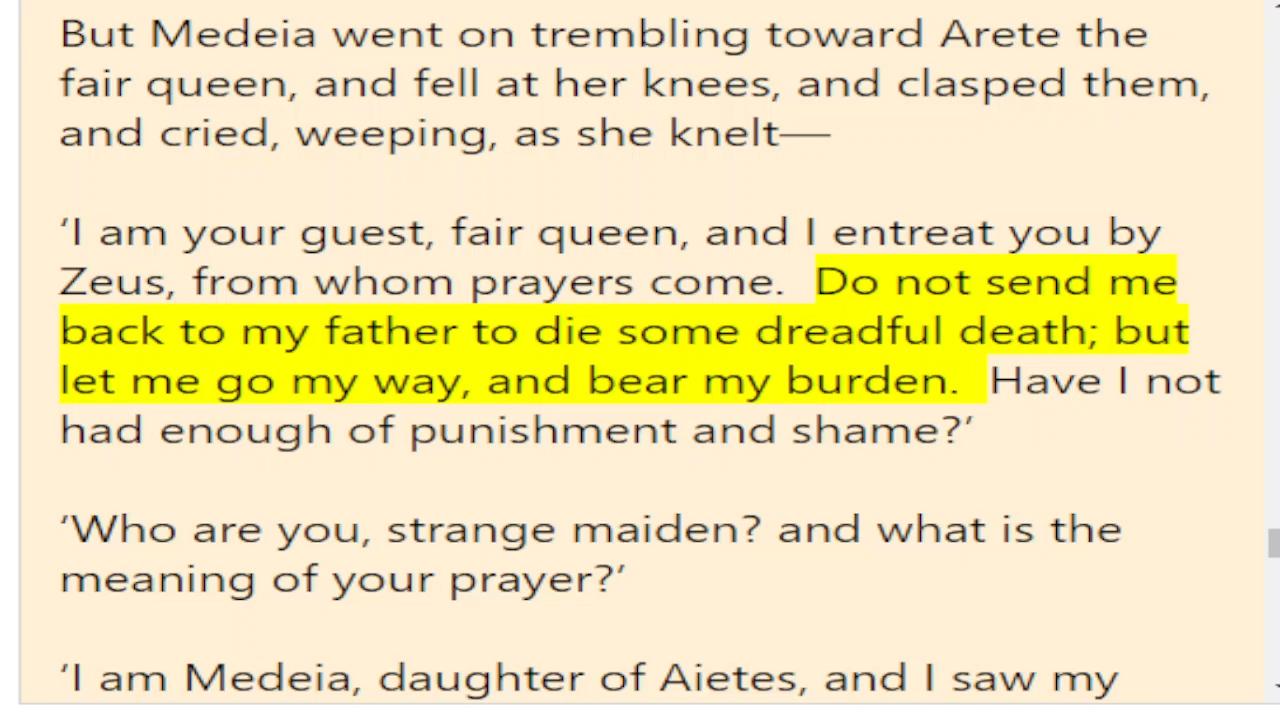 But Medeia went on trembling toward Arete the
fair queen, and fell at her knees, and clasped them,
and cried, weeping, as she knelt—
‘I am your guest, fair queen, and I entreat you by
Zeus, from whom prayers come.  Do not send me
back to my father to die some dreadful death; but
let me go my way, and bear my burden.  Have I not
had enough of punishment and shame?’
‘Who are you, strange maiden? and what is the
meaning of your prayer?’
‘I am Medeia, daughter of Aietes, and I saw my